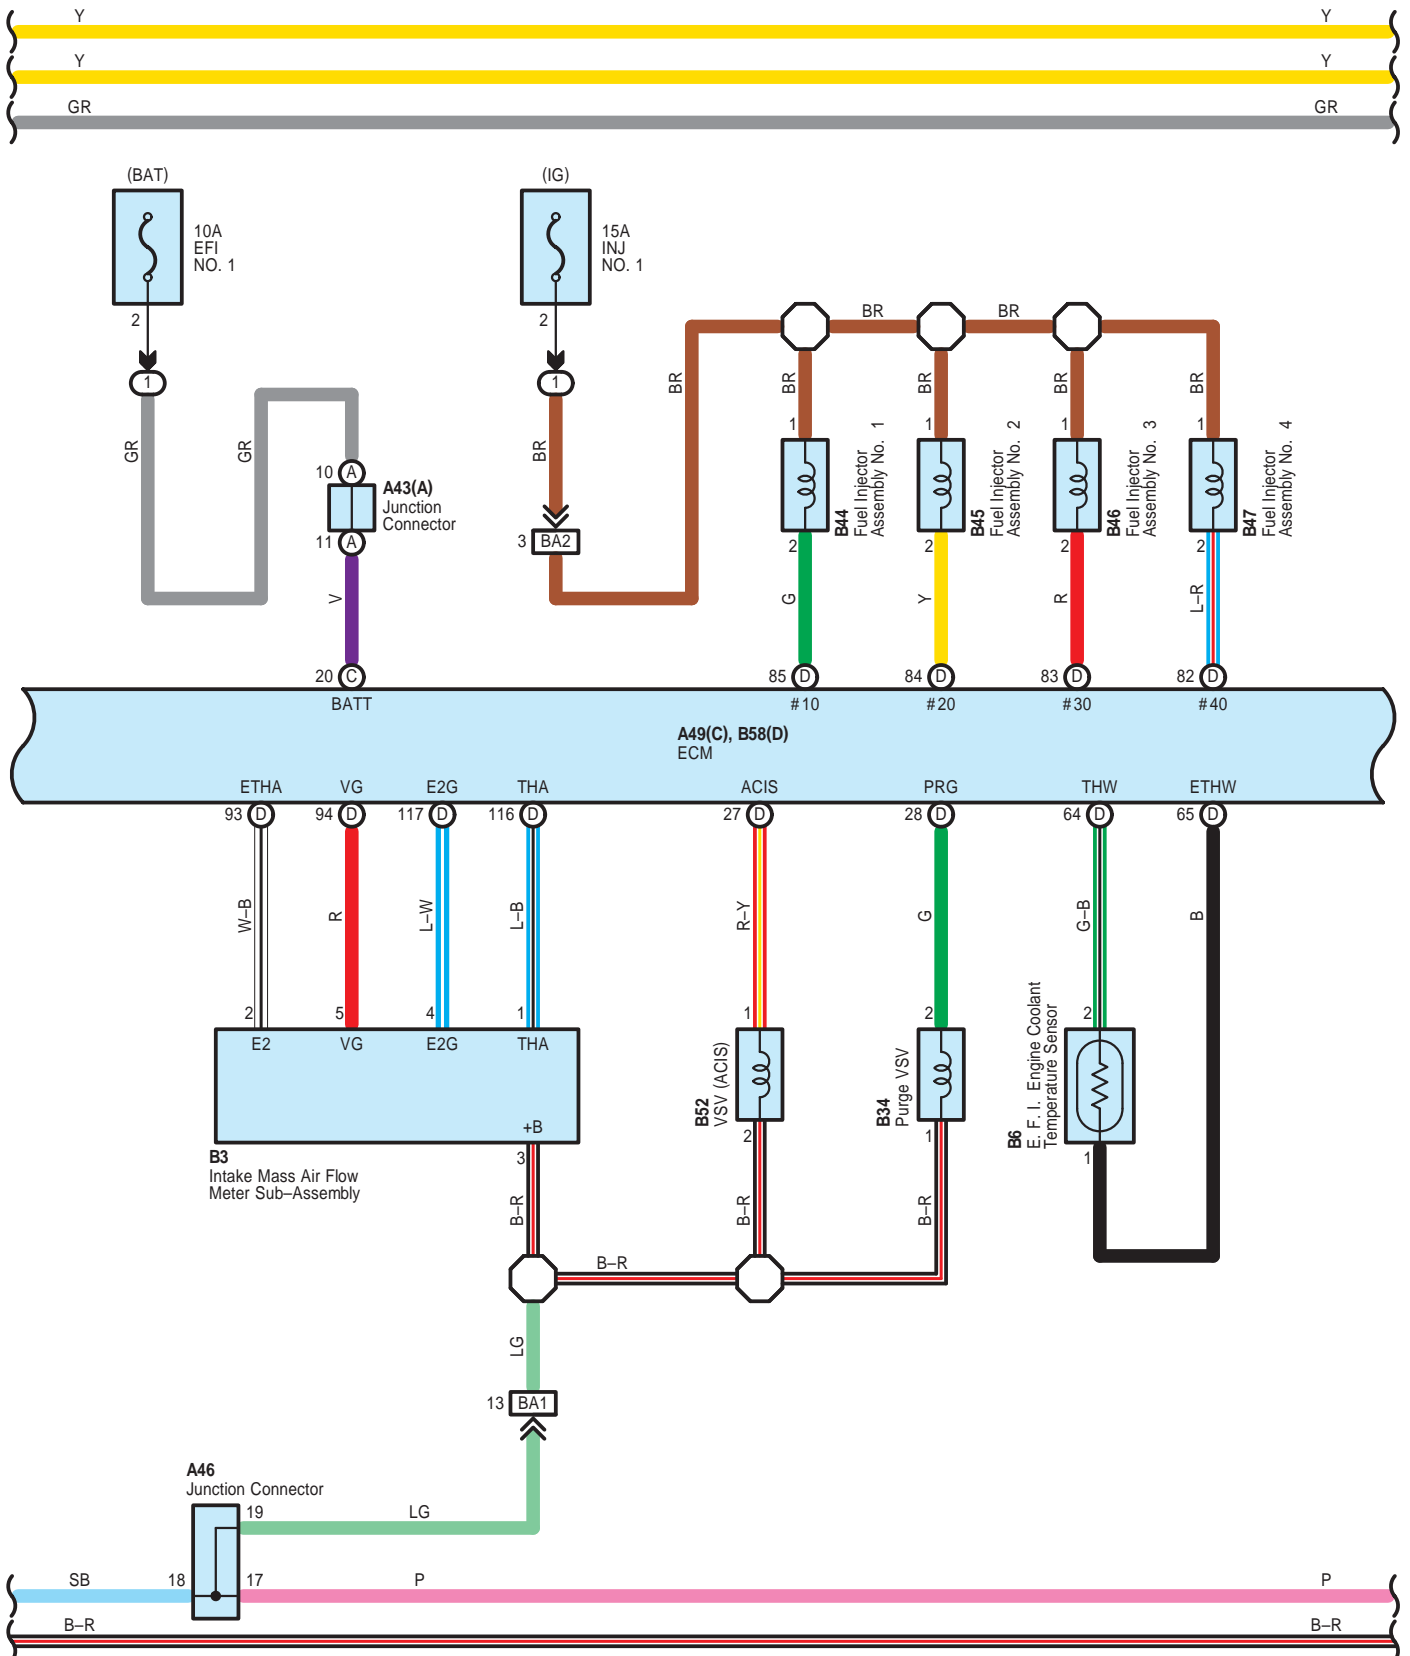 Y Y
Y Y
GR GR
(BAT) (IG)
10A
EFI
NO. 1
15A
INJ
NO. 1
2 2
1 1
BR BR
GR GR BR BR BR BR BR BR
10 A
A43(A)
Junction
Connector
11 A
3 BA2
1 1 1 1
B44
Fuel Injector
Assembly No. 1
B45
Fuel Injector
Assembly No. 2
B46
Fuel Injector
Assembly No. 3
B47
Fuel Injector
Assembly No. 4
2 2 2 2
V G Y R L–R
20 C 85 D 84 D 83 D 82 D
BATT #10 #20 #30 #40
A49(C), B58(D)
ECM
ETHA VG E2G THA ACIS PRG THW ETHW
93 D 94 D 117 D 116 D 27 D 28 D 64 D 65 D
W–B R L–W L–B R–Y G G–B B
2 5 4 1 1 2 2
E2 VG E2G THA
+B
B3
Intake Mass Air Flow
Meter Sub–Assembly
B52
VSV (ACIS)
B34
Purge VSV
B6
E. F. I. Engine Coolant
Temperature Sensor
3 2 1 1
B–R B–R B–R
B–R
LG
13 BA1
A46
Junction Connector
19 LG
SB 18 17 P P
B–R B–R